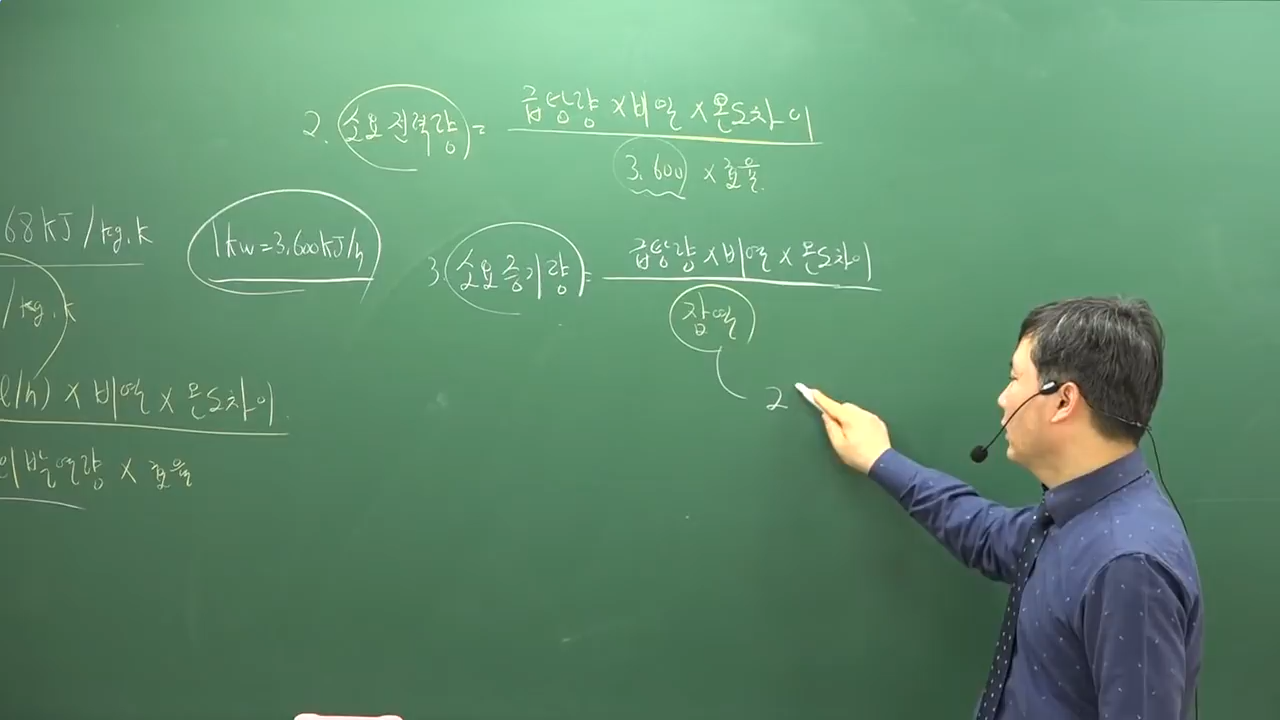 68kJ/kg.k
/kg.k
ℓ/h) x 비열 x 온도차이.
의 발열량 x 효율
1kw=3,600kJ/h
2. 소요전력량 = 급탕량 x 비열 x 온도차이
3.600 x 효율.
3. 소요증기량 = 급탕량 x 비열 x 온도차이
잠열
2